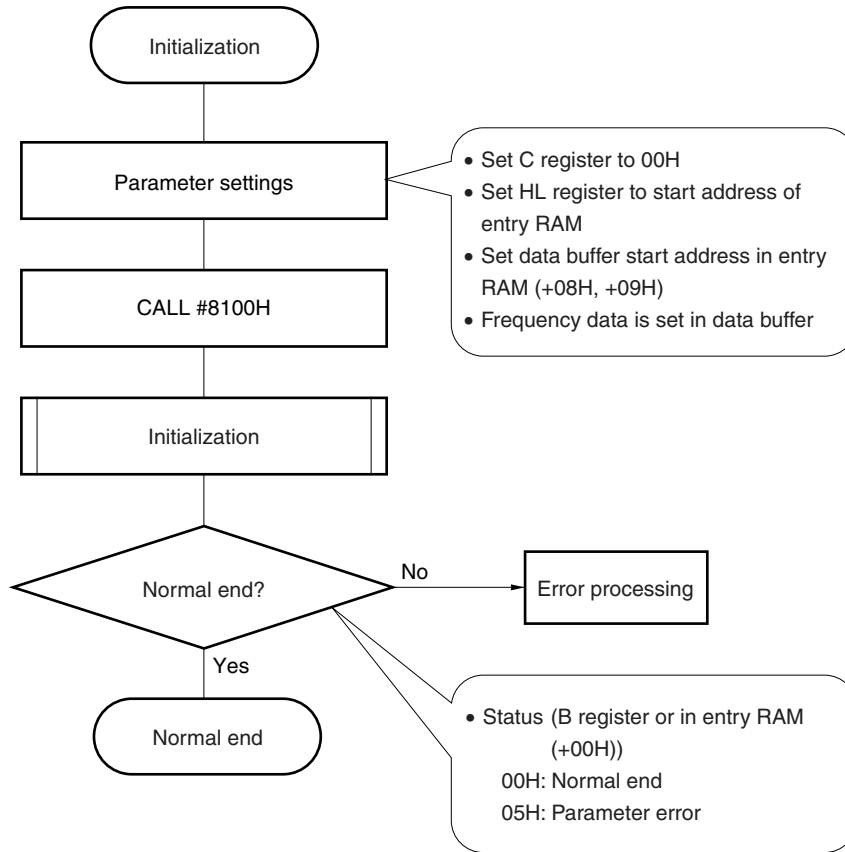 Initialization
Parameter settings
• Set C register to 00H
• Set HL register to start address of
entry RAM
• Set data buffer start address in entry
RAM (+08H, +09H)
• Frequency data is set in data buffer
CALL #8100H
Initialization
Normal end?
No
Error processing
Yes
Normal end
• Status (B register or in entry RAM
(+00H))
00H: Normal end
05H: Parameter error